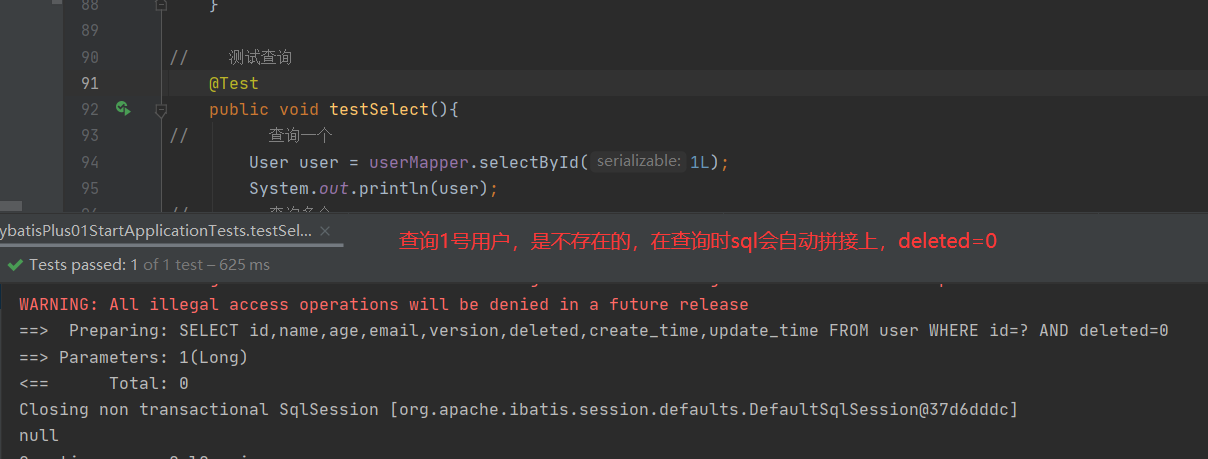 88 }
89
90 // 测试查询
91 @Test
92 public void testSelect(){
93 // 查询一个
94 User user = userMapper.selectById( serializable: 1L);
95 System.out.println(user);
ybatisPlus01StartApplicationTests.testSel... ×
查询1号用户，是不存在的，在查询时sql会自动拼接上，deleted=0
Tests passed: 1 of 1 test – 625 ms
WARNING: All illegal access operations will be denied in a future release
==> Preparing: SELECT id,name,age,email,version,deleted,create_time,update_time FROM user WHERE id=? AND deleted=0
==> Parameters: 1(Long)
<== Total: 0
Closing non transactional SqlSession [org.apache.ibatis.session.defaults.DefaultSqlSession@37d6dddc]
null